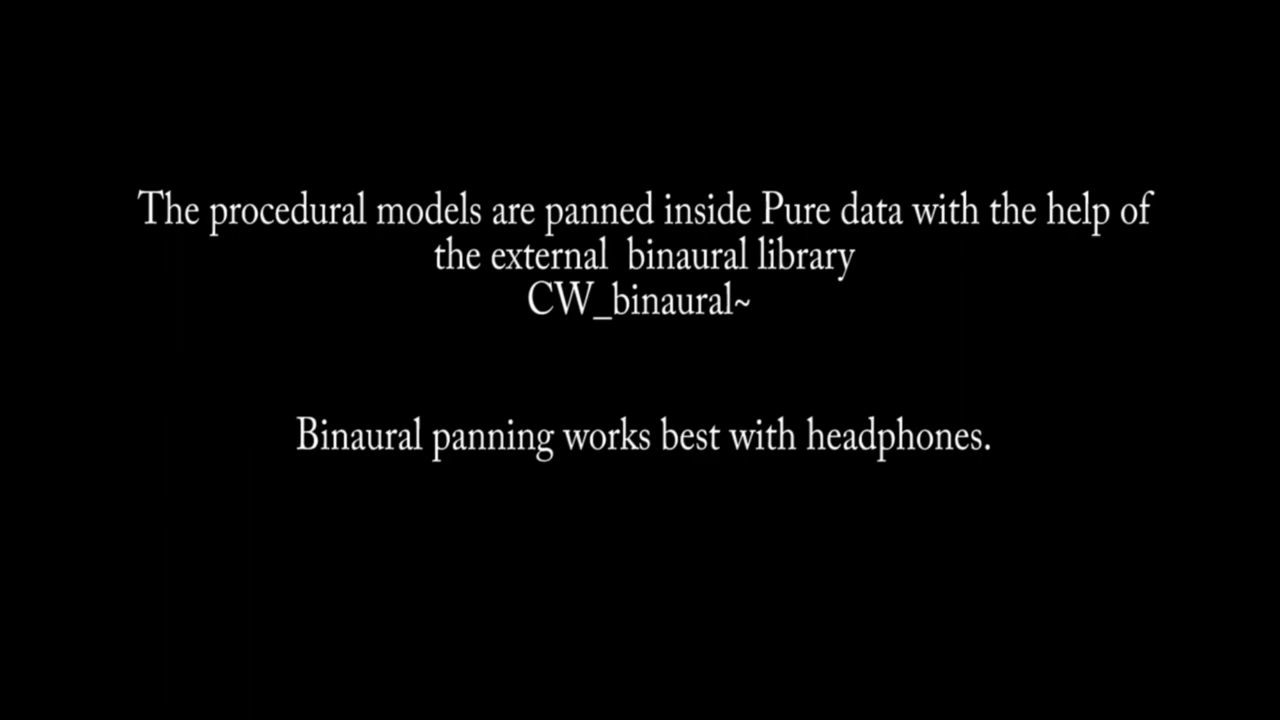 The procedural models are panned inside Pure data with the help of
the external  binaural library
CW_binaural~
Binaural panning works best with headphones.